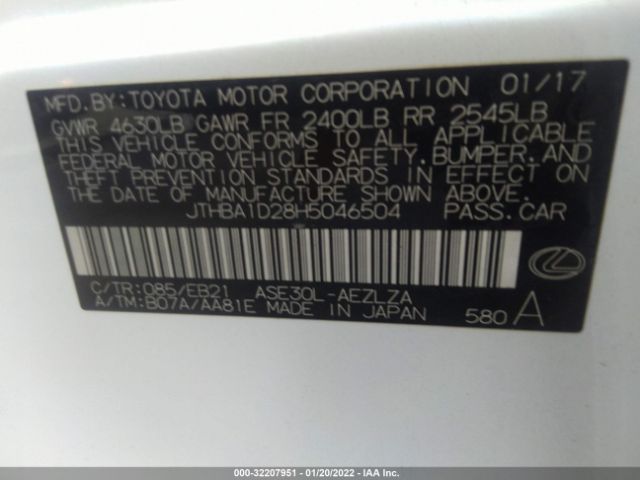 MFD. BY: TOYOTA MOTOR CORPORATION 01/17
GVWR 4630LB GAWR FR 2400LB RR 2545LB
THIS VEHICLE CONFORMS TO ALL APPLICABLE
FEDERAL MOTOR VEHICLE SAFETY, BUMPER, AND
THEFT PREVENTION STANDARDS IN EFFECT ON
THE DATE OF MANUFACTURE SHOWN ABOVE.
JTHBA1D28H5046504 PASS.CAR
C/TR: 085/EB21 ASE30L-AEZLZA
A/TM: B07A/AA81E MADE IN JAPAN 580 A
000-32207951 - 01/20/2022 - IAA Inc.